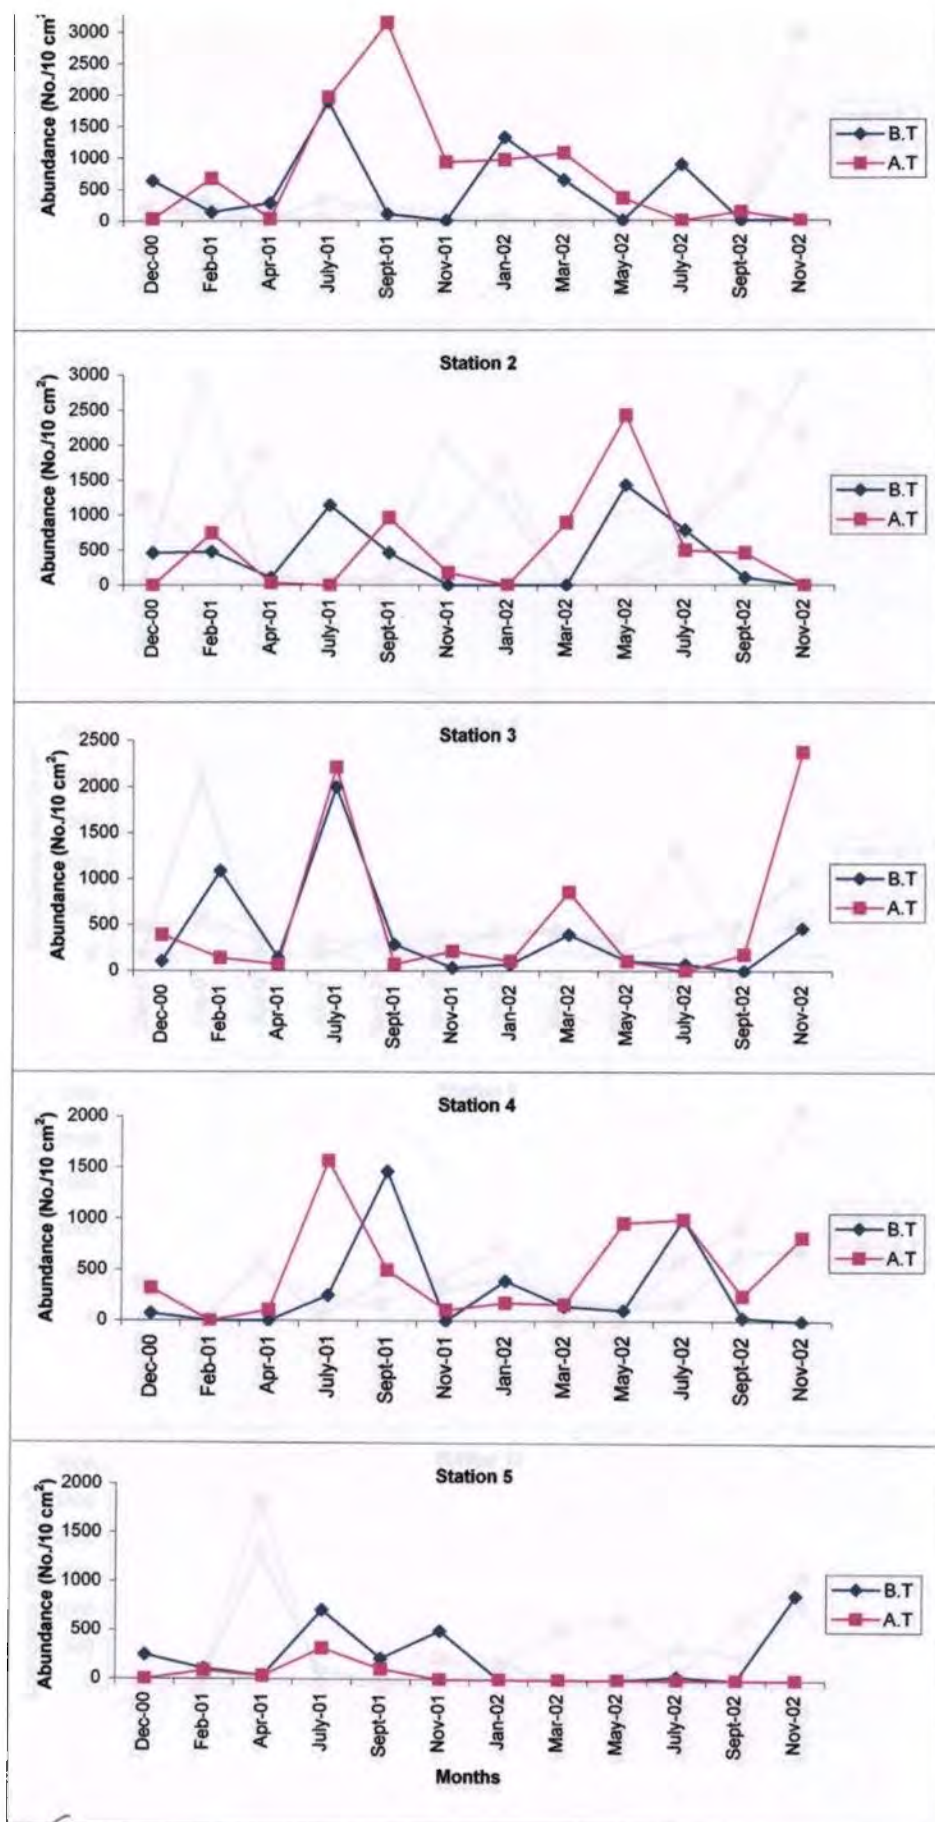 Abundance (No./10 cm²
3000
2500
2000
1500
1000
500
0
Dec-00
Feb-01
Apr-01
July-01
Sept-01
Nov-01
Jan-02
Mar-02
May-02
July-02
Sept-02
Nov-02
B.T
A.T
Station 2
Abundance (No./10 cm²)
3000
2500
2000
1500
1000
500
0
Dec-00
Feb-01
Apr-01
July-01
Sept-01
Nov-01
Jan-02
Mar-02
May-02
July-02
Sept-02
Nov-02
B.T
A.T
Station 3
Abundance (No./10 cm²)
2500
2000
1500
1000
500
0
Dec-00
Feb-01
Apr-01
July-01
Sept-01
Nov-01
Jan-02
Mar-02
May-02
July-02
Sept-02
Nov-02
B.T
A.T
Station 4
Abundance (No./10 cm²)
2000
1500
1000
500
0
Dec-00
Feb-01
Apr-01
July-01
Sept-01
Nov-01
Jan-02
Mar-02
May-02
July-02
Sept-02
Nov-02
B.T
A.T
Station 5
Abundance (No./10 cm²)
2000
1500
1000
500
0
Dec-00
Feb-01
Apr-01
July-01
Sept-01
Nov-01
Jan-02
Mar-02
May-02
July-02
Sept-02
Nov-02
B.T
A.T
Months